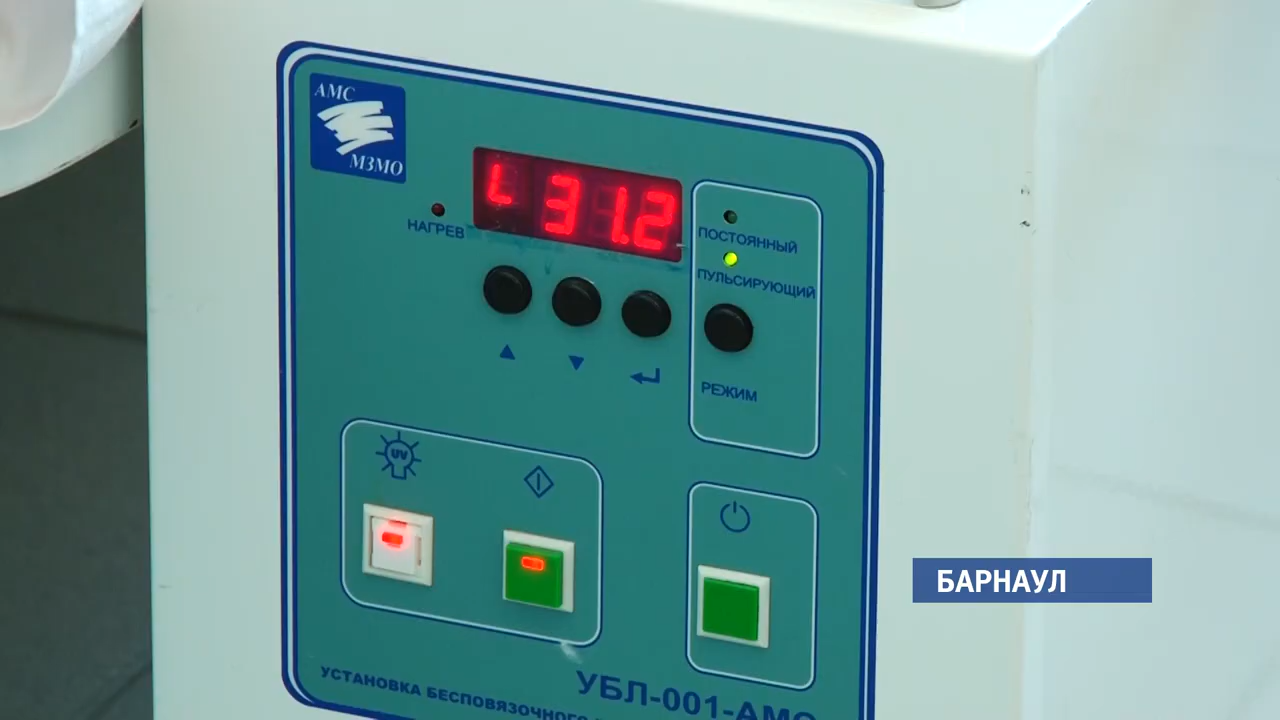 АМС
МЗМО
L 31.2
НАГРЕВ
ПОСТОЯННЫЙ
ПУЛЬСИРУЮЩИЙ
РЕЖИМ
UV
УБЛ-001-АМС
УСТАНОВКА БЕСПОВЯЗОЧНОГО
БАРНАУЛ